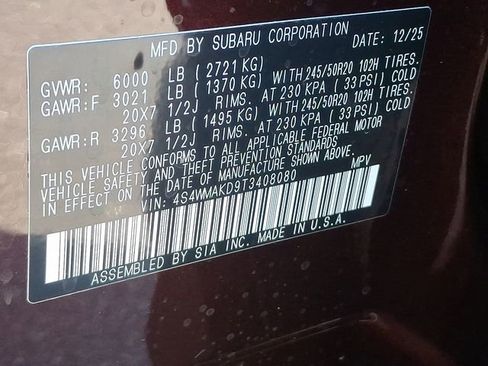 MFD BY SUBARU CORPORATION DATE: 12/25
GVWR: 6000 LB (2721 KG)
GAWR:F 3021 LB (1370 KG) WITH 245/50R20 102H TIRES.
20X7 1/2J RIMS. AT 230 KPA (33 PSI) COLD
GAWR:R 3296 LB (1495 KG) WITH 245/50R20 102H TIRES.
20X7 1/2J RIMS. AT 230 KPA (33 PSI) COLD
THIS VEHICLE CONFORMS TO ALL APPLICABLE FEDERAL MOTOR
VEHICLE SAFETY AND THEFT PREVENTION STANDARDS
IN EFFECT ON THE DATE OF MANUFACTURE SHOWN ABOVE.
VIN: 4S4WMAKD9T3408080 MPV
ASSEMBLED BY SIA INC. MADE IN U.S.A.